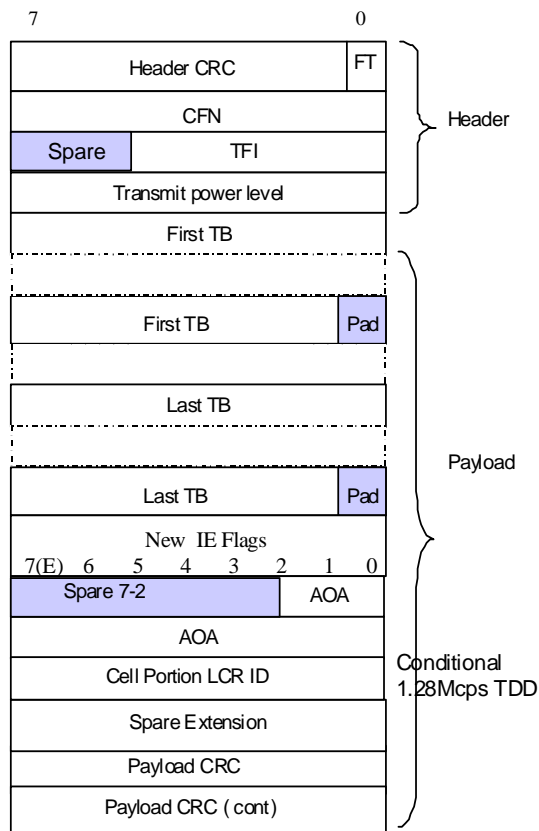 7 0
Header CRC FT
CFN
Header
Spare TFI
Transmit power level
First TB
First TB Pad
Last TB
Payload
Last TB Pad
New IE Flags
7(E) 6 5 4 3 2 1 0
Spare 7-2 AOA
AOA
Conditional
1.28Mcps TDD
Cell Portion LCR ID
Spare Extension
Payload CRC
Payload CRC ( cont)